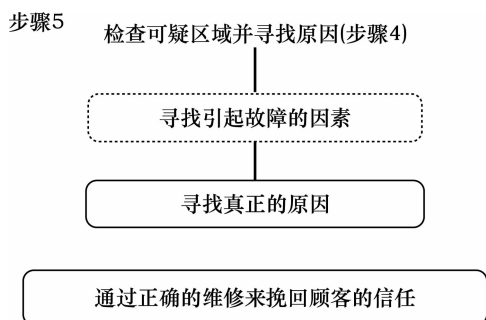 步骤5
检查可疑区域并寻找原因(步骤4)
寻找引起故障的因素
寻找真正的原因
通过正确的维修来挽回顾客的信任